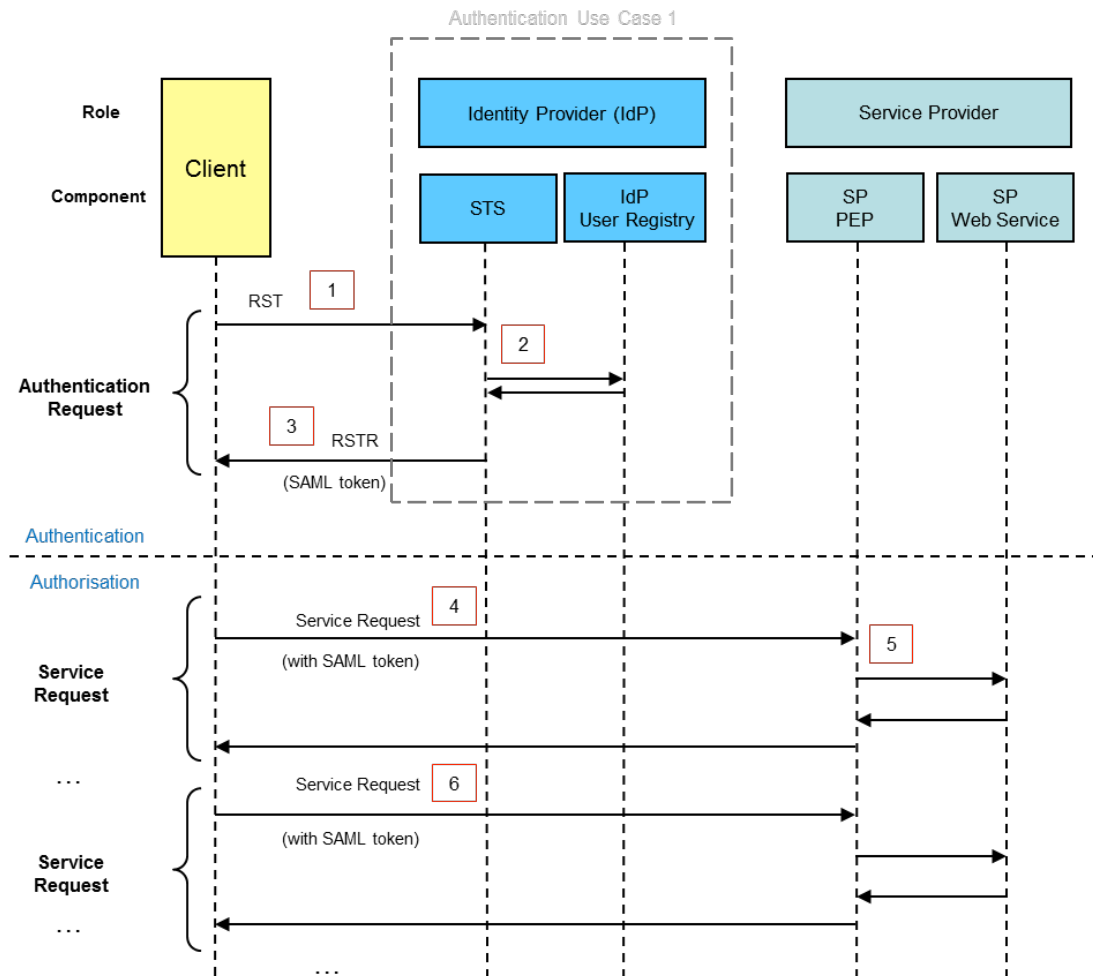 Authentication Use Case 1
Role
Client
Identity Provider (IdP)
Service Provider
Component
STS
IdP
User Registry
SP
PEP
SP
Web Service
RST
1
2
Authentication
Request
3
RSTR
(SAML token)
Authentication
Authorisation
Service Request
4
(with SAML token)
5
Service
Request
...
Service Request
6
(with SAML token)
Service
Request
...
...